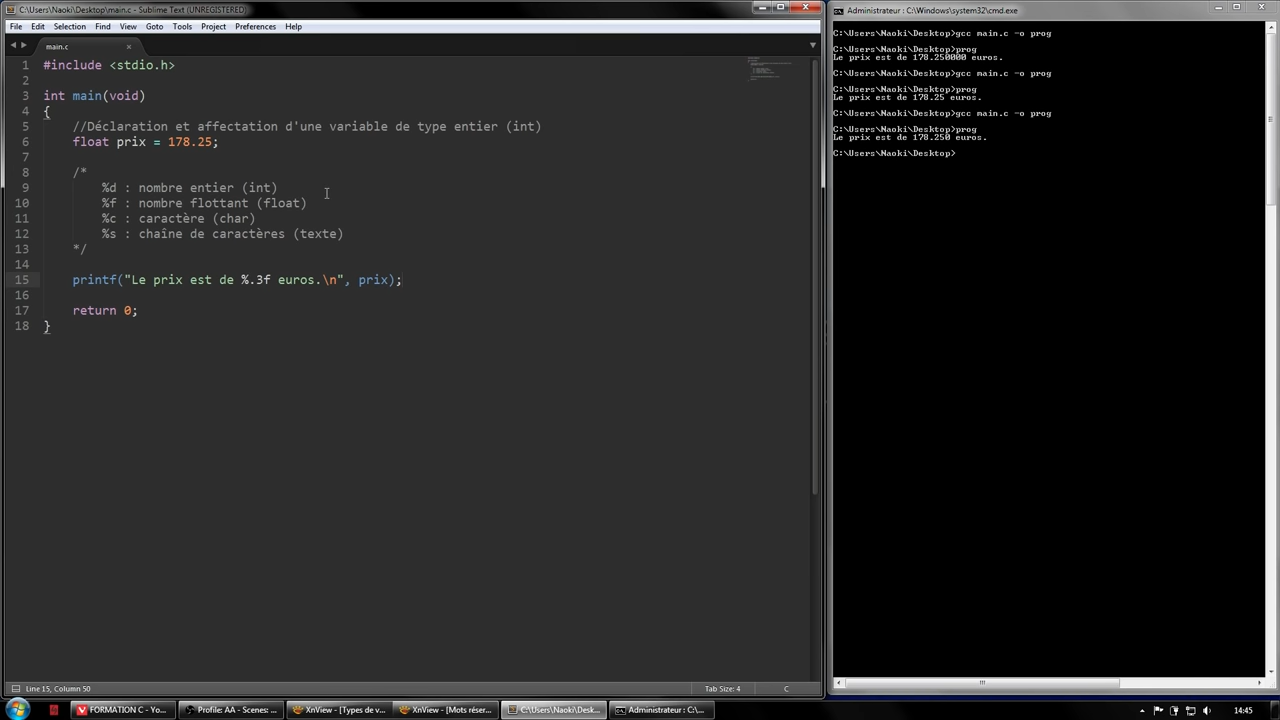 C:\Users\Naoki\Desktop\main.c - Sublime Text (UNREGISTERED)
File Edit Selection Find View Goto Tools Project Preferences Help
main.c
1 #include <stdio.h>
2
3 int main(void)
4 {
5 //Déclaration et affectation d'une variable de type entier (int)
6 float prix = 178.25;
7
8 /*
9 %d : nombre entier (int)
10 %f : nombre flottant (float)
11 %c : caractère (char)
12 %s : chaîne de caractères (texte)
13 */
14
15 printf("Le prix est de %.3f euros.\n", prix);
16
17 return 0;
18 }
Line 15, Column 50 Tab Size: 4 C
Administrateur : C:\Windows\system32\cmd.exe
C:\Users\Naoki\Desktop>gcc main.c -o prog
C:\Users\Naoki\Desktop>prog
Le prix est de 178.250000 euros.
C:\Users\Naoki\Desktop>gcc main.c -o prog
C:\Users\Naoki\Desktop>prog
Le prix est de 178.25 euros.
C:\Users\Naoki\Desktop>gcc main.c -o prog
C:\Users\Naoki\Desktop>prog
Le prix est de 178.250 euros.
C:\Users\Naoki\Desktop>
FORMATION C - Yo... Profile: AA - Scenes: ... XnView - [Types de v... XnView - [Mots réser... C:\Users\Naoki\Desk... Administrateur : C:\... 14:45